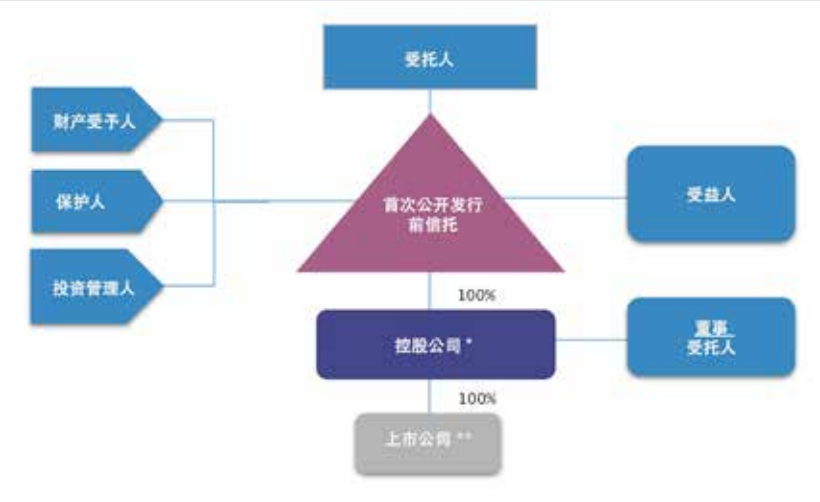 受托人
财产受予人
保护人
投资管理人
首次公开发行
前信托
受益人
100%
控股公司 *
董事
受托人
100%
上市公司 **